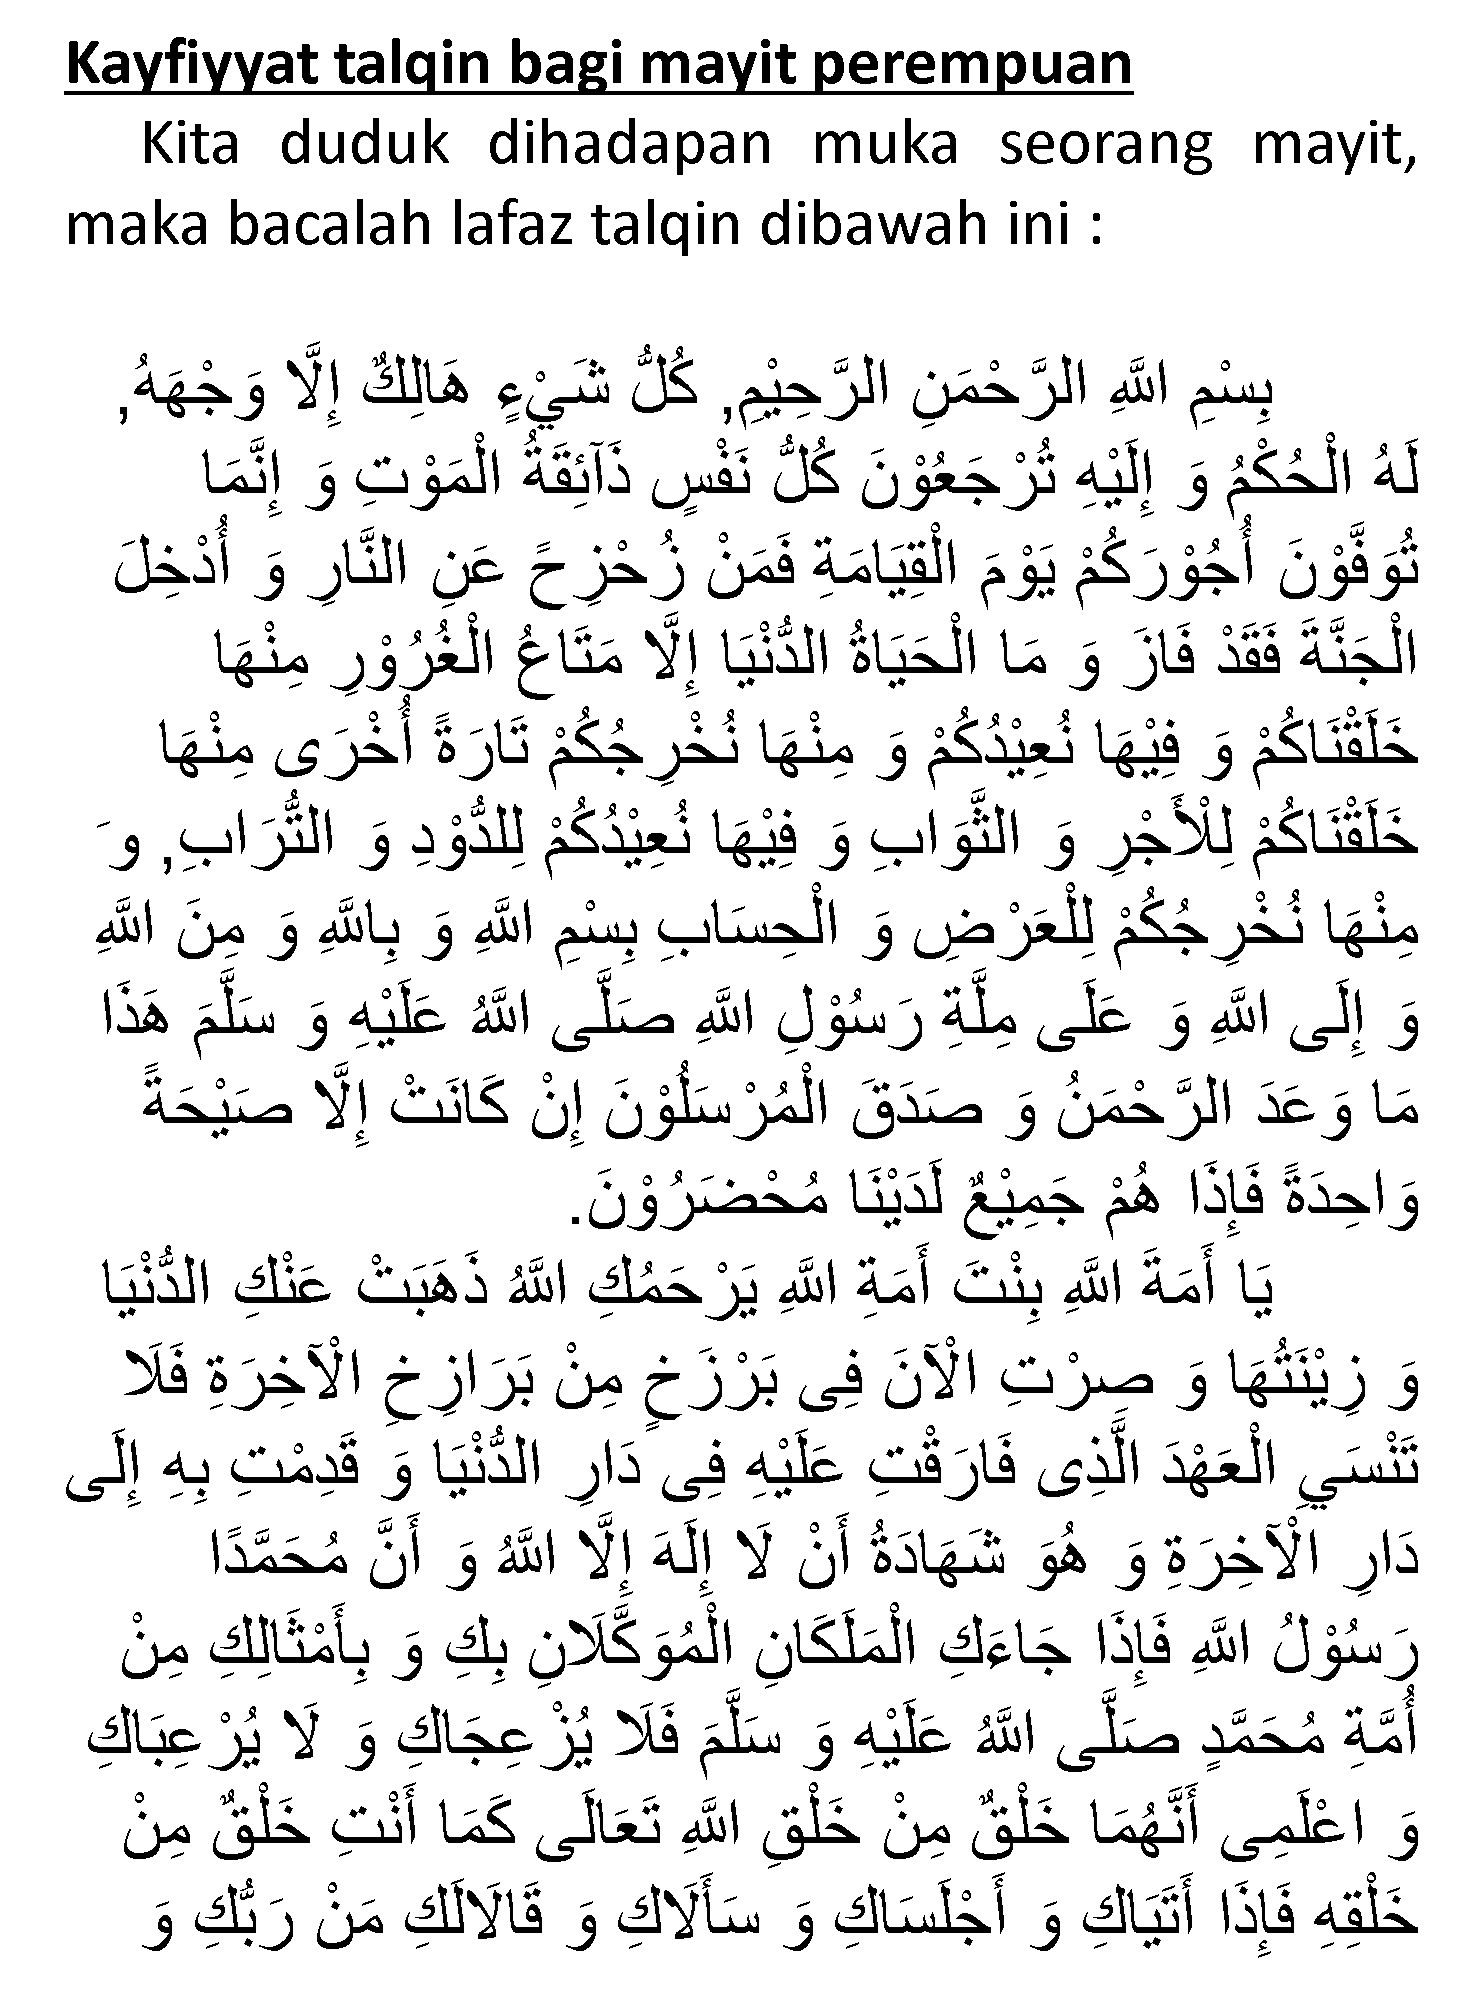 Kayfiyyat talqin bagi mayit perempuan
Kita duduk dihadapan muka seorang mayit,
maka bacalah lafaz talqin dibawah ini :
بِسْمِ اللَّهِ الرَّحْمَنِ الرَّحِيْمِ, كُلُّ شَيْءٍ هَالِكٌ إِلَّا وَجْهَهُ,
لَهُ الْحُكْمُ وَ إِلَيْهِ تُرْجَعُوْنَ كُلُّ نَفْسٍ ذَآئِقَةُ الْمَوْتِ وَ إِنَّمَا
تُوَفَّوْنَ أُجُوْرَكُمْ يَوْمَ الْقِيَامَةِ فَمَنْ زُحْزِحً عَنِ النَّارِ وَ أُدْخِلَ
الْجَنَّةَ فَقَدْ فَازَ وَ مَا الْحَيَاةُ الدُّنْيَا إِلَّا مَتَاعُ الْغُرُوْرِ مِنْهَا
خَلَقْنَاكُمْ وَ فِيْهَا نُعِيْدُكُمْ وَ مِنْهَا نُخْرِجُكُمْ تَارَةً أُخْرَى مِنْهَا
خَلَقْنَاكُمْ لِلْأَجْرِ وَ الثَّوَابِ وَ فِيْهَا نُعِيْدُكُمْ لِلدُّوْدِ وَ التُّرَابِ, و َ
مِنْهَا نُخْرِجُكُمْ لِلْعَرْضِ وَ الْحِسَابِ بِسْمِ اللَّهِ وَ بِاللَّهِ وَ مِنَ اللَّهِ
وَ إِلَى اللَّهِ وَ عَلَى مِلَّةِ رَسُوْلِ اللَّهِ صَلَّى اللَّهُ عَلَيْهِ وَ سَلَّمَ هَذَا
مَا وَعَدَ الرَّحْمَنُ وَ صَدَقَ الْمُرْسَلُوْنَ إِنْ كَانَتْ إِلَّا صَيْحَةً
وَاحِدَةً فَإِذَا هُمْ جَمِيْعٌ لَدَيْنَا مُحْضَرُوْنَ.
يَا أَمَةَ اللَّهِ بِنْتَ أَمَةِ اللَّهِ يَرْحَمُكِ اللَّهُ ذَهَبَتْ عَنْكِ الدُّنْيَا
وَ زِيْنَتُهَا وَ صِرْتِ الْآنَ فِى بَرْزَخٍ مِنْ بَرَازِخِ الْآخِرَةِ فَلَا
تَنْسَيِ الْعَهْدَ الَّذِى فَارَقْتِ عَلَيْهِ فِى دَارِ الدُّنْيَا وَ قَدِمْتِ بِهِ إِلَى
دَارِ الْآخِرَةِ وَ هُوَ شَهَادَةُ أَنْ لَا إِلَهَ إِلَّا اللَّهُ وَ أَنَّ مُحَمَّدًا
رَسُوْلُ اللَّهِ فَإِذَا جَاءَكِ الْمَلَكَانِ الْمُوَكَّلَانِ بِكِ وَ بِأَمْثَالِكِ مِنْ
أُمَّةِ مُحَمَّدٍ صَلَّى اللَّهُ عَلَيْهِ وَ سَلَّمَ فَلَا يُزْعِجَاكِ وَ لَا يُرْعِبَاكِ
وَ اعْلَمِى أَنَّهُمَا خَلْقٌ مِنْ خَلْقِ اللَّهِ تَعَالَى كَمَا أَنْتِ خَلْقٌ مِنْ
خَلْقِهِ فَإِذَا أَتَيَاكِ وَ أَجْلَسَاكِ وَ سَأَلَاكِ وَ قَالَالَكِ مَنْ رَبُّكِ وَ